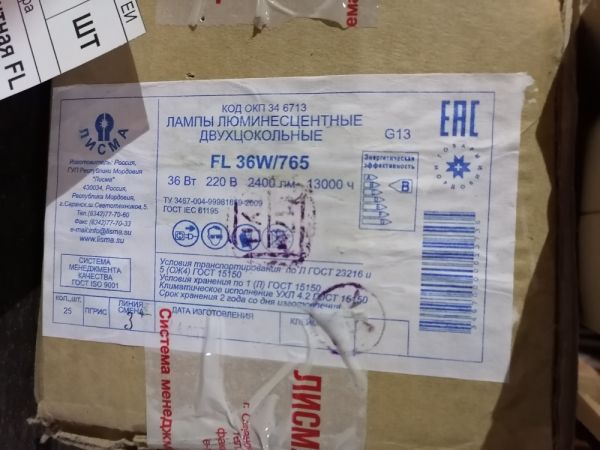 ШТ
тная FL
ЛИСМА
Изготовитель: Россия,
ГУП Республики Мордовия
"Лисма"
430034, Россия,
Республика Мордовия
г.Саранск,ш.Светотехников,5
Тел.(8342)77-70-60
Факс (8342)77-70-33
e-mail:info@lisma.su
www.lisma.su
СИСТЕМА
МЕНЕДЖМЕНТА
КАЧЕСТВА
ГОСТ ISO 9001
КОД ОКП 34 6713
ЛАМПЫ ЛЮМИНЕСЦЕНТНЫЕ
ДВУХЦОКОЛЬНЫЕ
G13
FL 36W/765
36 Вт 220 В 2400 лм 13000 ч
ГОСТ IEC 61195
Энергетическая
эффективность
B
EAC
Условия транспортирования по Л ГОСТ 23216 и
5 (ОЖ4) ГОСТ 15150
Условия хранения по 1 (Л) ГОСТ 15150
Климатическое исполнение УХЛ 4.2 ГОСТ 15150
Срок хранения 2 года со дня изготовления
КОЛ.,ШТ.
25
ПГРИС
ЛИНИЯ
СМЕНА
ДАТА ИЗГОТОВЛЕНИЯ
ЛИСМА
Система менеджм